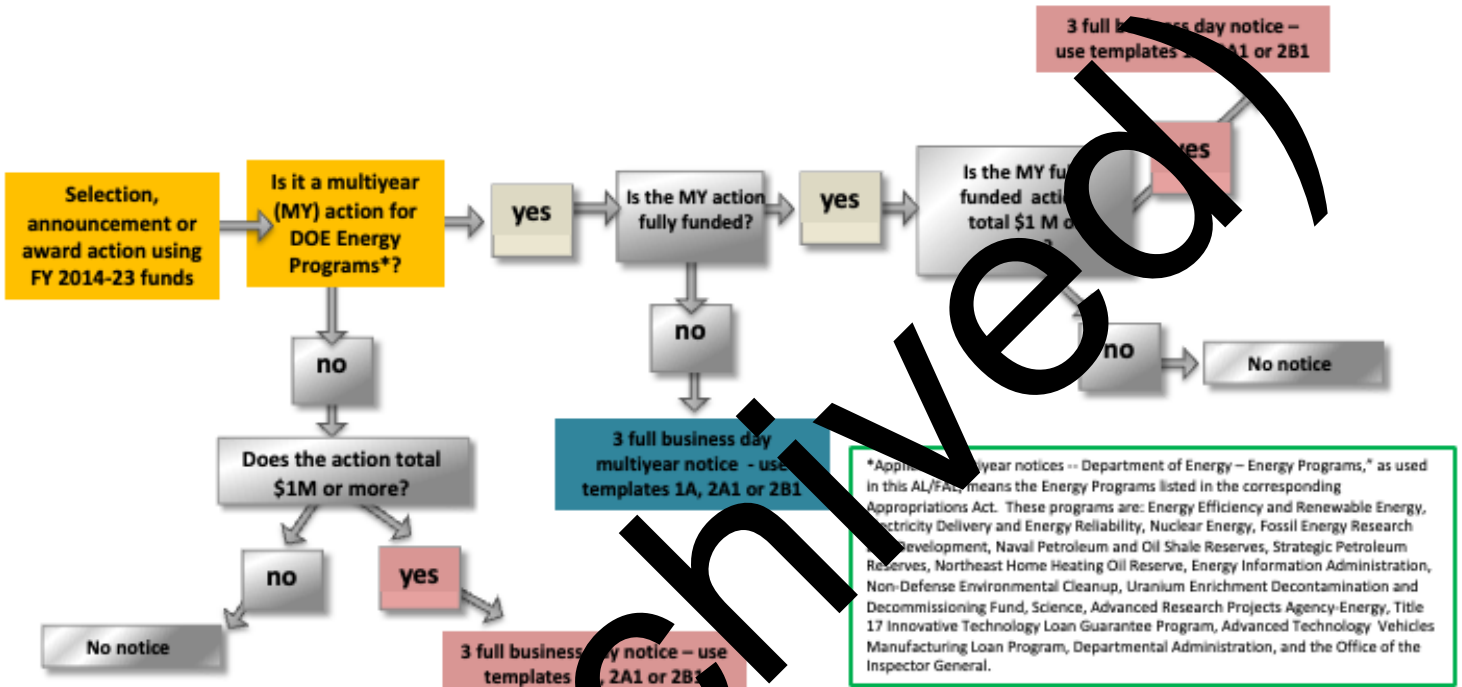 3 full day notice –
use templates or 2B1
Selection,
announcement or
award action using
FY 2014-23 funds
Is it a multiyear
(MY) action for
DOE Energy
Programs*?
yes
Is the MY action
fully funded?
yes
Is the MY
funded
total $1 M
?
yes
no
no
no
No notice
Does the action total
$1M or more?
3 full business day
multiyear notice - use
templates 1A, 2A1 or 2B1
no
yes
No notice
3 full business notice – use
templates 2A1 or
*Applic iyear notices -- Department of Energy – Energy Programs,” as used
in this AL/FAL, means the Energy Programs listed in the corresponding
Appropriations Act. These programs are: Energy Efficiency and Renewable Energy,
Electricity Delivery and Energy Reliability, Nuclear Energy, Fossil Energy Research
Development, Naval Petroleum and Oil Shale Reserves, Strategic Petroleum
Reserves, Northeast Home Heating Oil Reserve, Energy Information Administration,
Non-Defense Environmental Cleanup, Uranium Enrichment Decontamination and
Decommissioning Fund, Science, Advanced Research Projects Agency-Energy, Title
17 Innovative Technology Loan Guarantee Program, Advanced Technology Vehicles
Manufacturing Loan Program, Departmental Administration, and the Office of the
Inspector General.
chived)